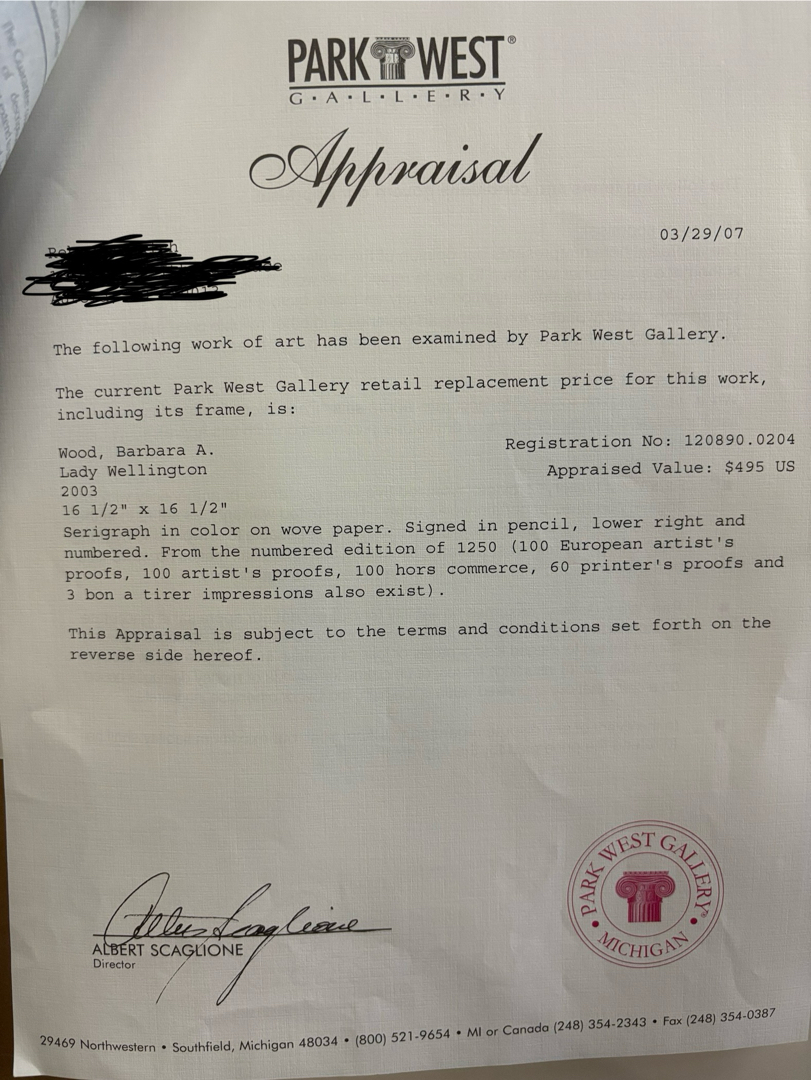 PARK WEST®
G·A·L·L·E·R·Y
Appraisal
03/29/07
The following work of art has been examined by Park West Gallery.
The current Park West Gallery retail replacement price for this work,
including its frame, is:
Wood, Barbara A.
Registration No: 120890.0204
Lady Wellington
Appraised Value: $495 US
2003
16 1/2" x 16 1/2"
Serigraph in color on wove paper. Signed in pencil, lower right and
numbered. From the numbered edition of 1250 (100 European artist's
proofs, 100 artist's proofs, 100 hors commerce, 60 printer's proofs and
3 bon a tirer impressions also exist).
This Appraisal is subject to the terms and conditions set forth on the
reverse side hereof.
Albert Scaglione
ALBERT SCAGLIONE
Director
PARK WEST GALLERY
• MICHIGAN •
29469 Northwestern • Southfield, Michigan 48034 • (800) 521-9654 • MI or Canada (248) 354-2343 • Fax (248) 354-0387